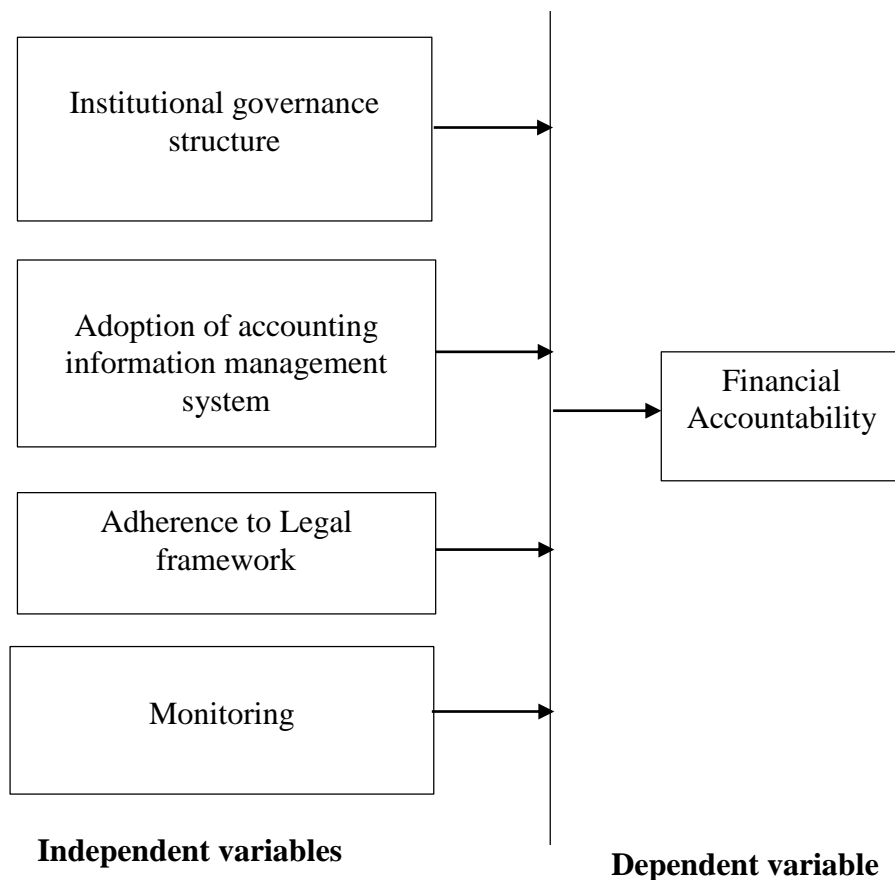 Institutional governance
structure
Adoption of accounting
information management
system
Adherence to Legal
framework
Monitoring
Financial
Accountability
Independent variables
Dependent variable